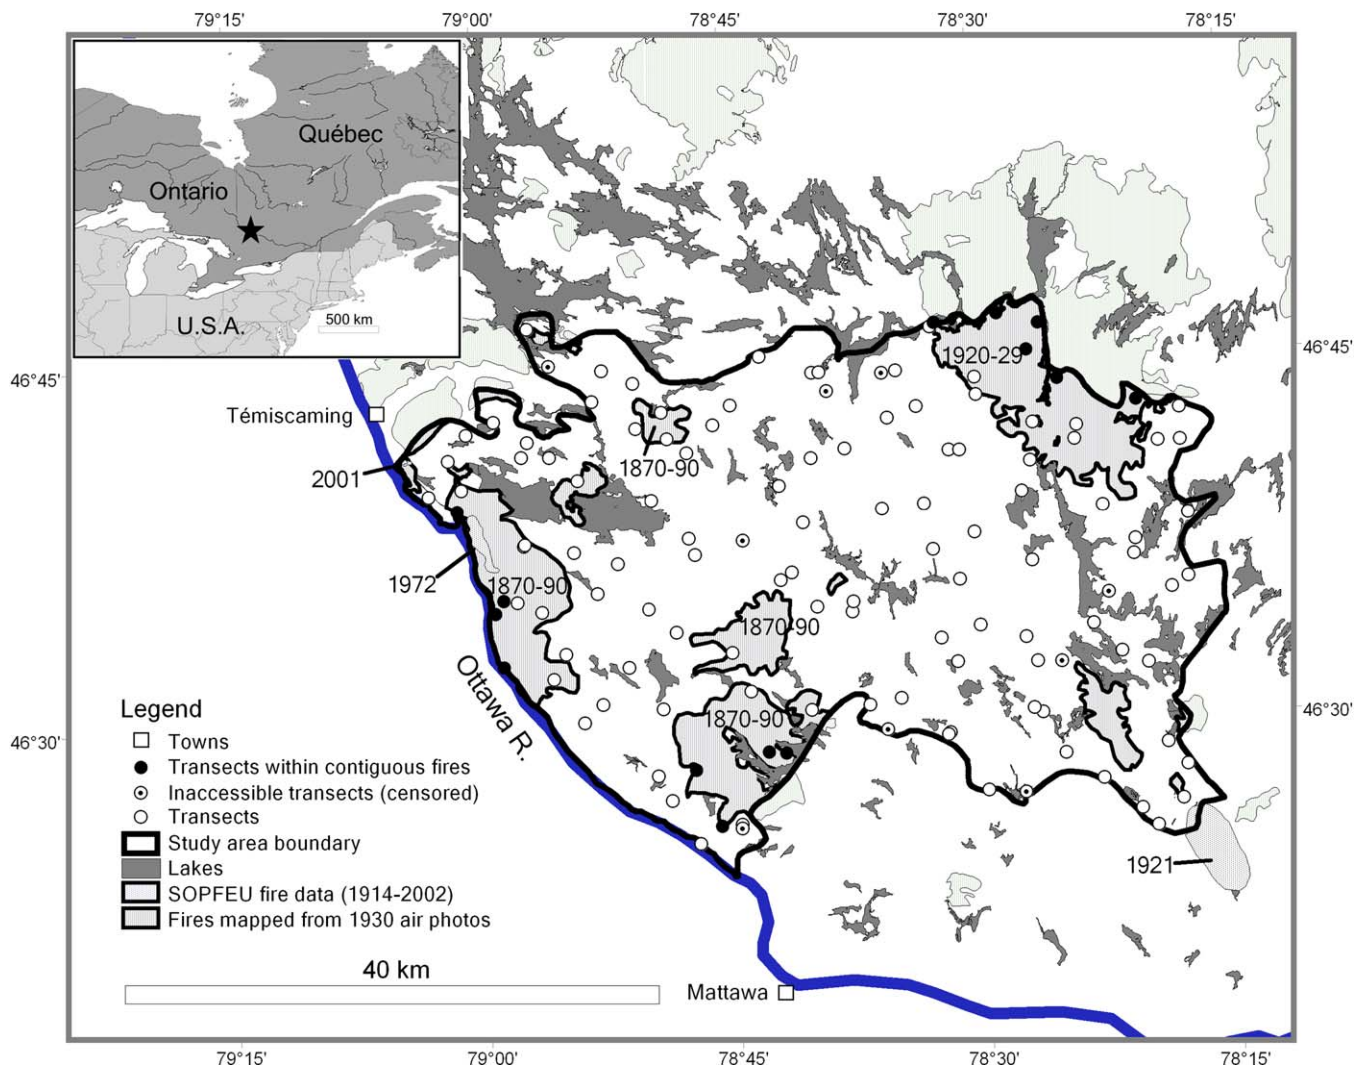 79°15' 79°00' 78°45' 78°30' 78°15'
Québec
Ontario
U.S.A.
500 km
46°45' 46°45'
1920-29
Témiscaming
1870-90
2001
1972
1870-90
1870-90
Ottawa R.
1870-90
46°30' 46°30'
Legend
Towns
Transects within contiguous fires
Inaccessible transects (censored)
Transects
Study area boundary
Lakes
SOPFEU fire data (1914-2002)
Fires mapped from 1930 air photos
1921
40 km
Mattawa
79°15' 79°00' 78°45' 78°30' 78°15'